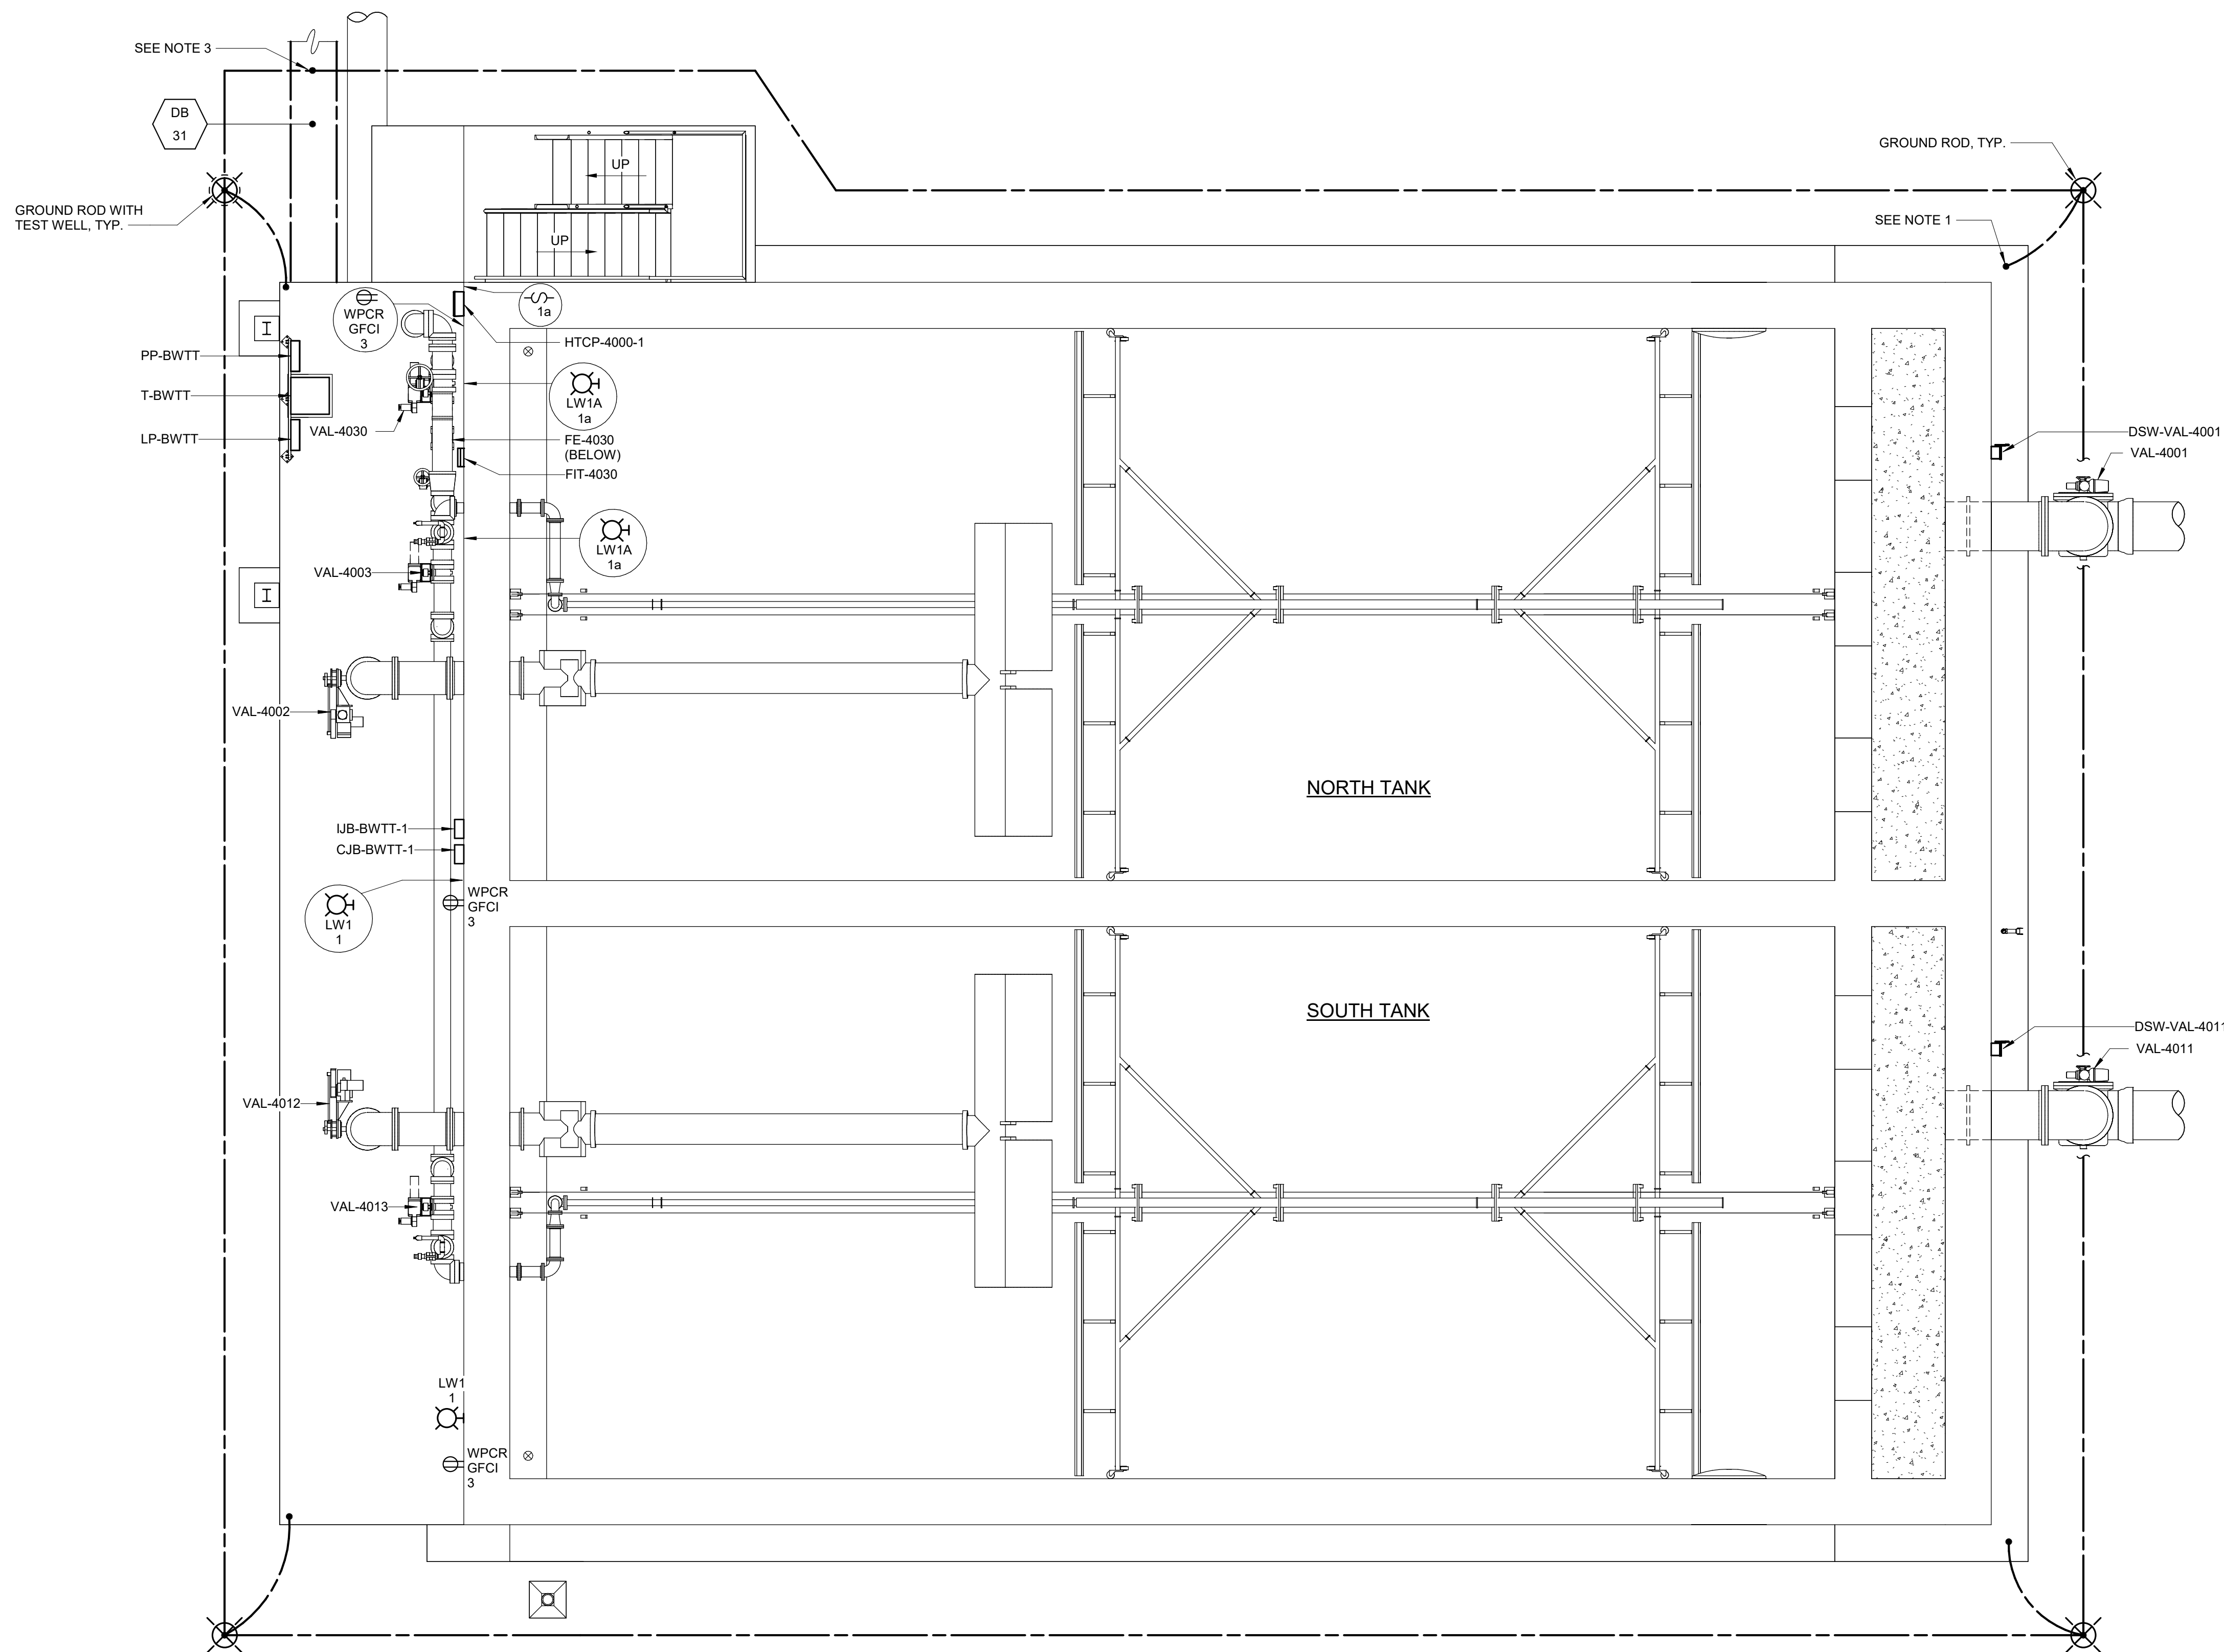 SEE NOTE 3
DB
31
GROUND ROD, TYP.
GROUND ROD WITH
TEST WELL, TYP.
SEE NOTE 1
UP
UP
S
1a
WPCR
GFCI
3
HTCP-4000-1
PP-BWTT
T-BWTT
LP-BWTT
VAL-4030
LW1A
1a
FE-4030
(BELOW)
FIT-4030
DSW-VAL-4001
VAL-4001
LW1A
1a
VAL-4003
VAL-4002
NORTH TANK
IJB-BWTT-1
CJB-BWTT-1
WPCR
GFCI
3
LW1
1
SOUTH TANK
DSW-VAL-4011
VAL-4011
VAL-4012
VAL-4013
LW1
1
WPCR
GFCI
3